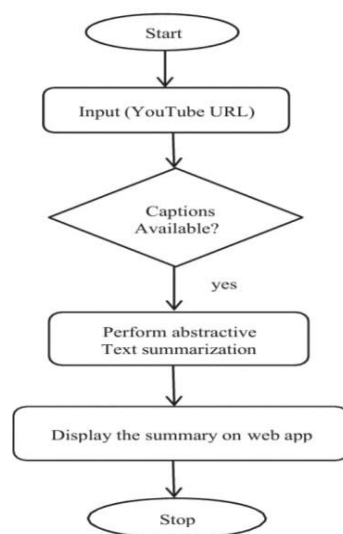 Start
Input (YouTube URL)
Captions
Available?
yes
Perform abstractive
Text summarization
Display the summary on web app
Stop